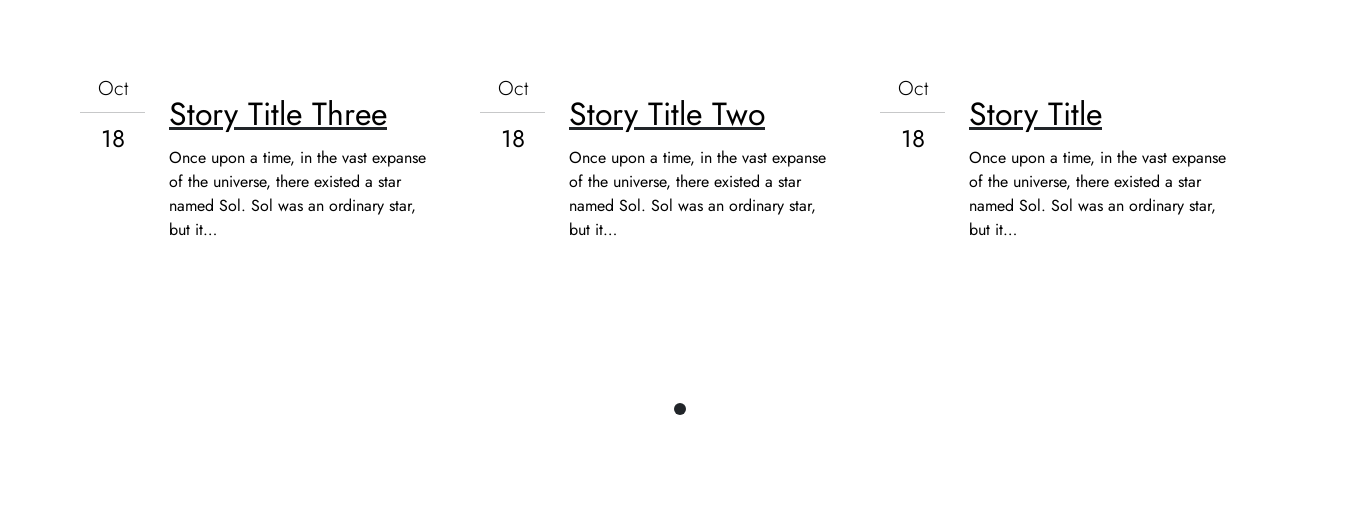 Oct
18
Story Title Three
Once upon a time, in the vast expanse
of the universe, there existed a star
named Sol. Sol was an ordinary star,
but it...
Oct
18
Story Title Two
Once upon a time, in the vast expanse
of the universe, there existed a star
named Sol. Sol was an ordinary star,
but it...
Oct
18
Story Title
Once upon a time, in the vast expanse
of the universe, there existed a star
named Sol. Sol was an ordinary star,
but it...